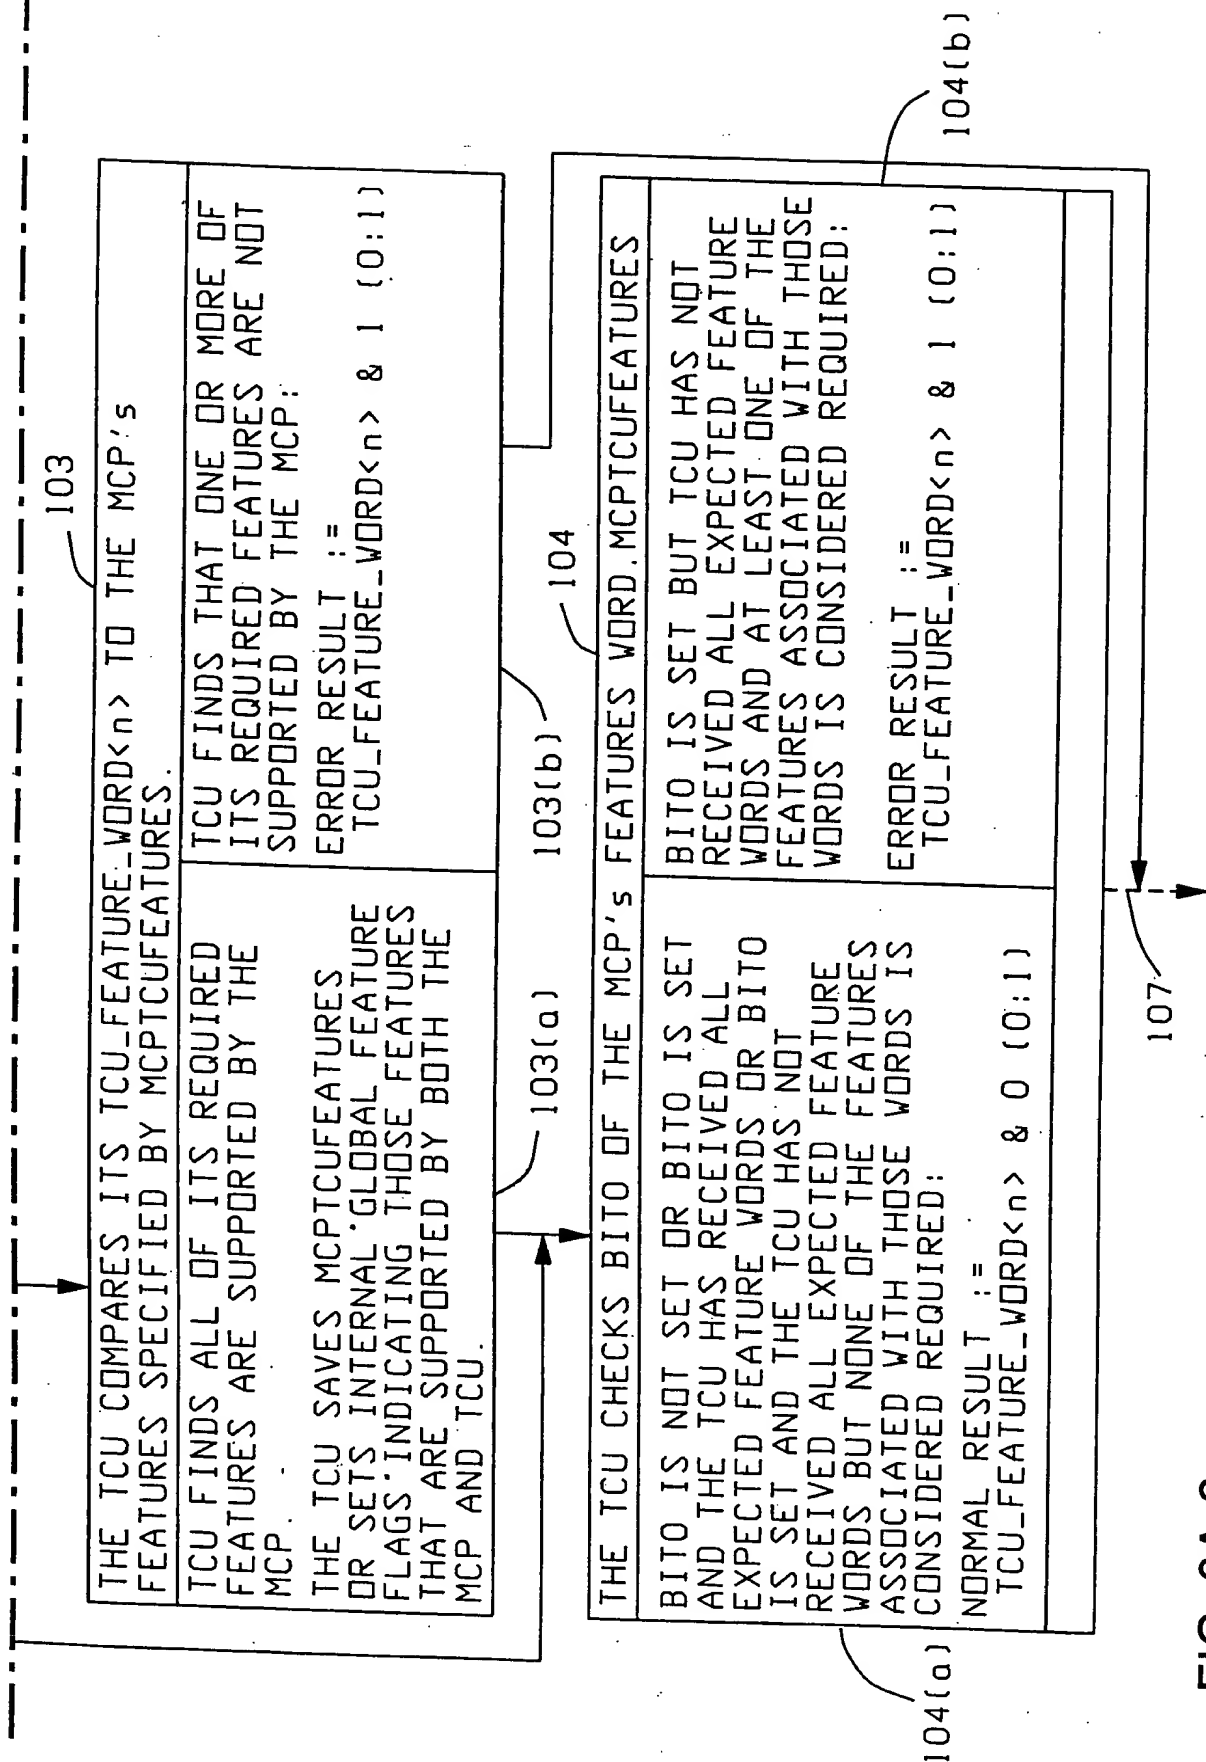 103
THE TCU COMPARES ITS TCU_FEATURE_WORD<n> TO THE MCP's
FEATURES SPECIFIED BY MCPTCUFEATURES.
TCU FINDS ALL OF ITS REQUIRED
FEATURES ARE SUPPORTED BY THE
MCP.
THE TCU SAVES MCPTCUFEATURES
OR SETS INTERNAL GLOBAL FEATURE
FLAGS INDICATING THOSE FEATURES
THAT ARE SUPPORTED BY BOTH THE
MCP AND TCU.
TCU FINDS THAT ONE OR MORE OF
ITS REQUIRED FEATURES ARE NOT
SUPPORTED BY THE MCP:
ERROR RESULT :=
TCU_FEATURE_WORD<n> & 1 (0:1)
103(a)
103(b)
104
THE TCU CHECKS BIT0 OF THE MCP's FEATURES WORD.MCPTCUFEATURES
BIT0 IS NOT SET OR BIT0 IS SET
AND THE TCU HAS RECEIVED ALL
EXPECTED FEATURE WORDS OR BIT0
IS SET AND THE TCU HAS NOT
RECEIVED ALL EXPECTED FEATURE
WORDS BUT NONE OF THE FEATURES
ASSOCIATED WITH THOSE WORDS IS
CONSIDERED REQUIRED:
NORMAL RESULT :=
TCU_FEATURE_WORD<n> & 0 (0:1)
BIT0 IS SET BUT TCU HAS NOT
RECEIVED ALL EXPECTED FEATURE
WORDS AND AT LEAST ONE OF THE
FEATURES ASSOCIATED WITH THOSE
WORDS IS CONSIDERED REQUIRED:
ERROR RESULT :=
TCU_FEATURE_WORD<n> & 1 (0:1)
104(a)
104(b)
107